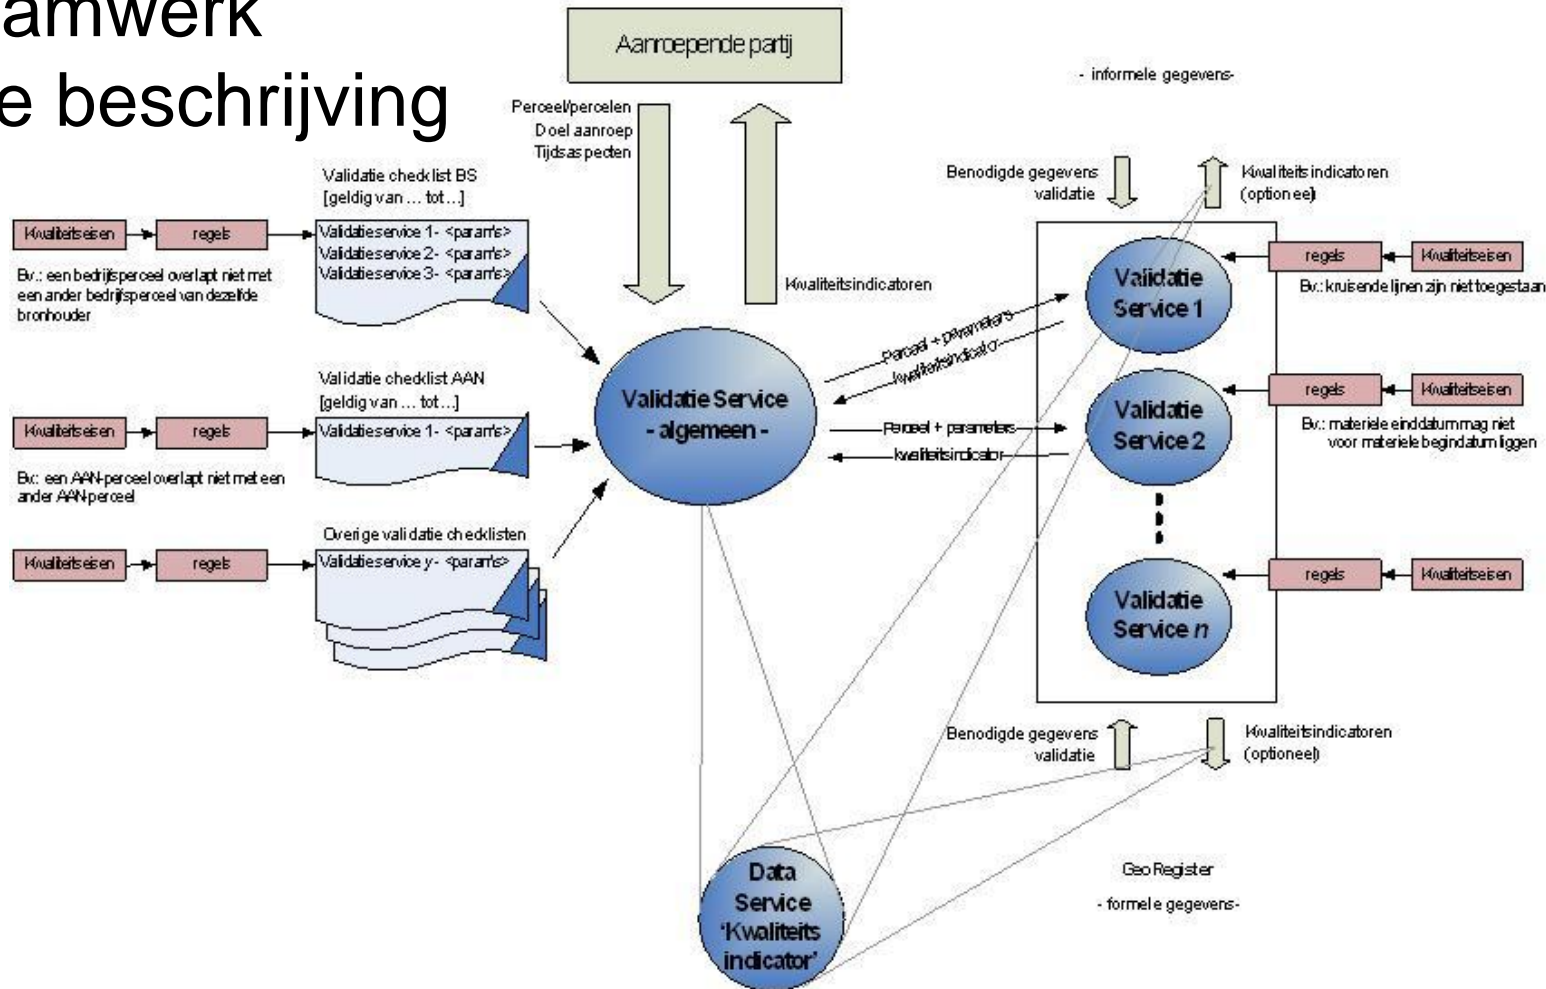 amwerk
e beschrijving
Aanroepende partij
- informele gegevens-
Perceel/percelen
Doel aanroep
Tijdsaspecten
Kwaliteitsindicatoren
Validatie checklist BS
[geldig van ... tot...]
Kwaliteitseisen
regels
Validatieservice 1- <param's>
Validatieservice 2- <param's>
Validatieservice 3- <param's>
Bv.: een bedrijfsperceel overlapt niet met
een ander bedrijfsperceel van dezelfde
bronhouder
Validatie checklist AAN
[geldig van ... tot...]
Kwaliteitseisen
regels
Validatieservice 1- <param's>
Bv.: een AAN-perceel overlapt niet met een
ander AAN-perceel
Overige validatie checklisten
Kwaliteitseisen
regels
Validatieservice y- <param's>
Validatie Service
- algemeen -
Perceel + parameters
kwaliteitsindicator
Perceel + parameters
kwaliteitsindicator
Benodigde gegevens
validatie
Kwaliteitsindicatoren
(optioneel)
Validatie
Service 1
regels
Kwaliteitseisen
Bv.: kruisende lijnen zijn niet toegestaan
Validatie
Service 2
regels
Kwaliteitseisen
Bv.: materiele einddatum mag niet
voor materiele begindatum liggen
Validatie
Service n
regels
Kwaliteitseisen
Benodigde gegevens
validatie
Kwaliteitsindicatoren
(optioneel)
Data
Service
'Kwaliteits
indicator'
Geo Register
- formele gegevens-